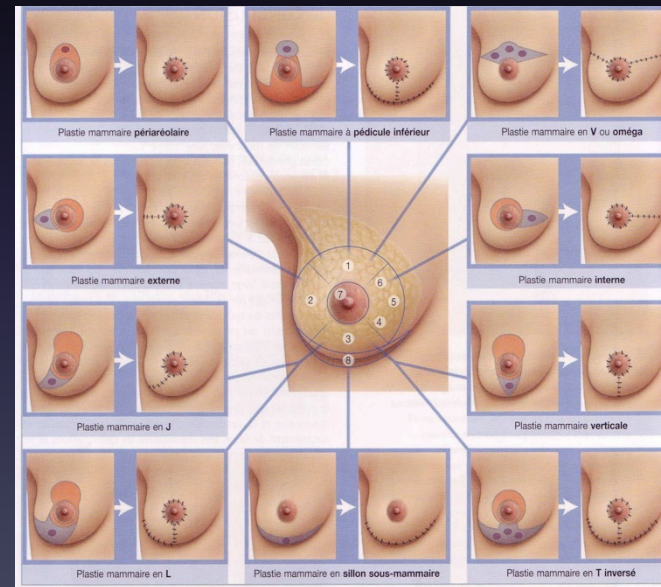 Plastie mammaire périaréolaire
Plastie mammaire à pédicule inférieur
Plastie mammaire en V ou oméga
Plastie mammaire externe
Plastie mammaire interne
1
6
2
7
5
4
3
8
Plastie mammaire en J
Plastie mammaire verticale
Plastie mammaire en L
Plastie mammaire en sillon sous-mammaire
Plastie mammaire en T inversé